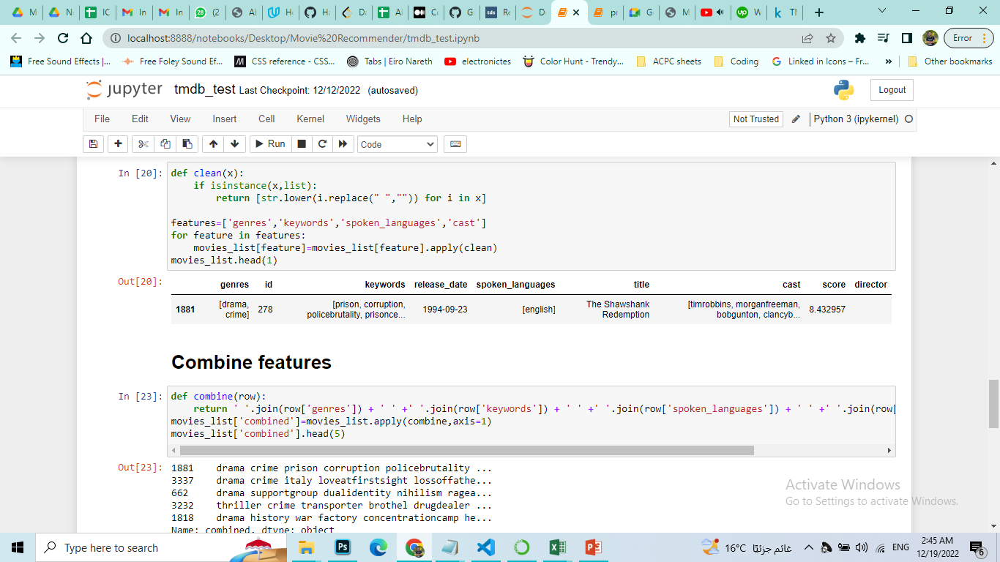 M
N
IC
In
In
(2
Al
H
H
D
Al
C
G
tds
R
D
p
G
M
W
k
T
localhost:8888/notebooks/Desktop/Movie%20Recommender/tmdb_test.ipynb
Error
Free Sound Effects |...
Free Foley Sound Ef...
CSS reference - CSS...
Tabs | Eiro Nareth
electronictes
Color Hunt - Trendy...
ACPC sheets
Coding
Linked in Icons – Fr...
»
Other bookmarks
jupyter tmdb_test Last Checkpoint: 12/12/2022 (autosaved)
Logout
File Edit View Insert Cell Kernel Widgets Help
Not Trusted
Python 3 (ipykernel)
Run
Code
In [20]: def clean(x):
if isinstance(x,list):
return [str.lower(i.replace(" ","")) for i in x]
features=['genres','keywords','spoken_languages','cast']
for feature in features:
movies_list[feature]=movies_list[feature].apply(clean)
movies_list.head(1)
Out[20]:
genres id keywords release_date spoken_languages title cast score director
1881 [drama, crime] 278 [prison, corruption, policebrutality, prisonce... 1994-09-23 [english] The Shawshank Redemption [timrobbins, morganfreeman, bobgunton, clancyb... 8.432957
Combine features
In [23]: def combine(row):
return ' '.join(row['genres']) + ' ' +' '.join(row['keywords']) + ' ' +' '.join(row['spoken_languages']) + ' ' +' '.join(row[
movies_list['combined']=movies_list.apply(combine,axis=1)
movies_list['combined'].head(5)
Out[23]: 1881 drama crime prison corruption policebrutality ...
3337 drama crime italy loveatfirstsight lossoffathe...
662 drama supportgroup dualidentity nihilism ragea...
3232 thriller crime transporter brothel drugdealer ...
1818 drama history war factory concentrationcamp he...
Name: combined, dtype: object
Activate Windows
Go to Settings to activate Windows.
Type here to search
Ps
16°C غائم جزئيًا
ENG
2:45 AM
12/19/2022
6